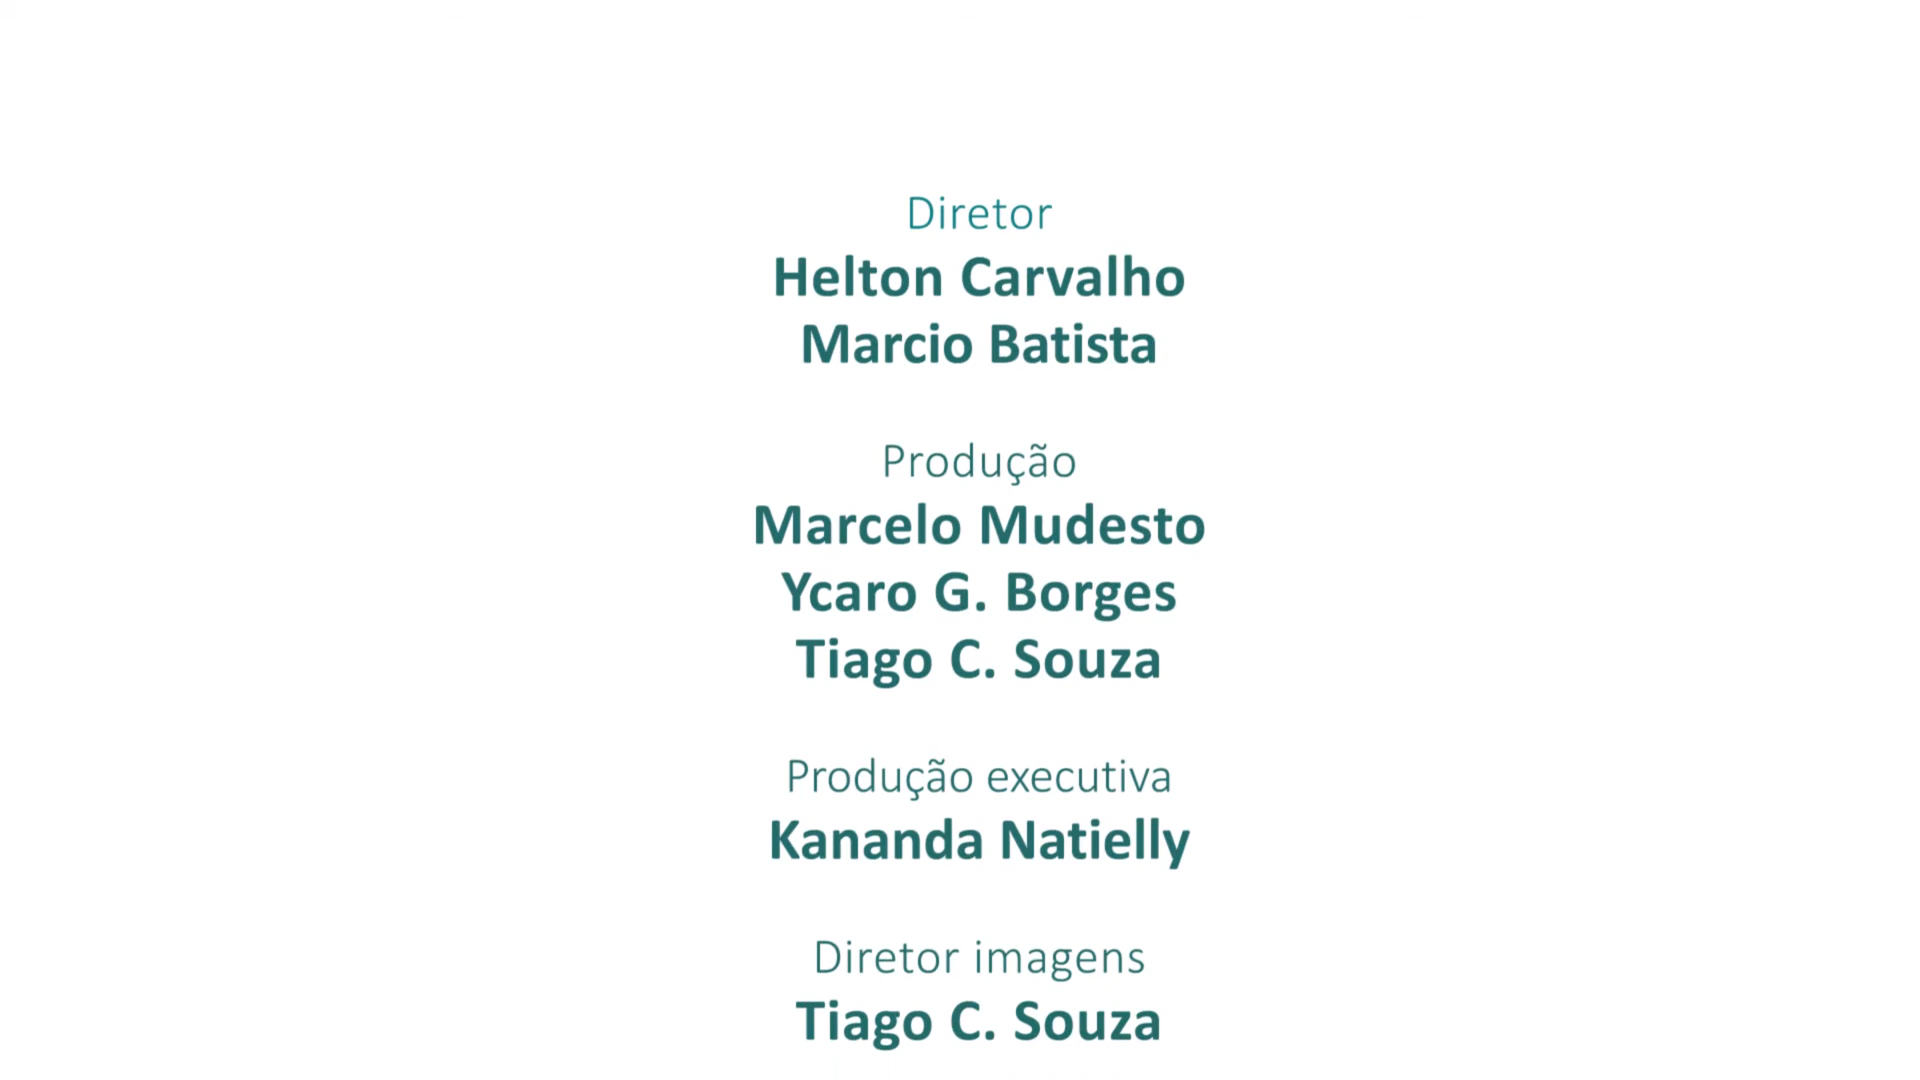 Diretor
Helton Carvalho
Marcio Batista
Produção
Marcelo Mudesto
Ycaro G. Borges
Tiago C. Souza
Produção executiva
Kananda Natielly
Diretor imagens
Tiago C. Souza